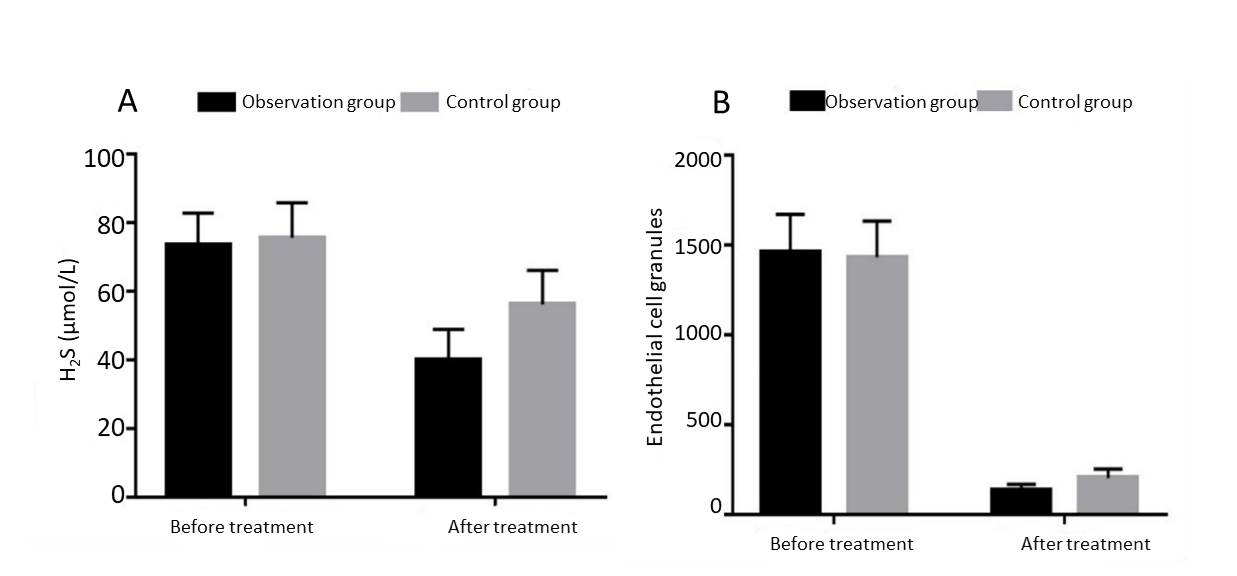 A
Observation group
Control group
H₂S (µmol/L)
100
80
60
40
20
0
Before treatment
After treatment
B
Observation group
Control group
Endothelial cell granules
2000
1500
1000
500
0
Before treatment
After treatment